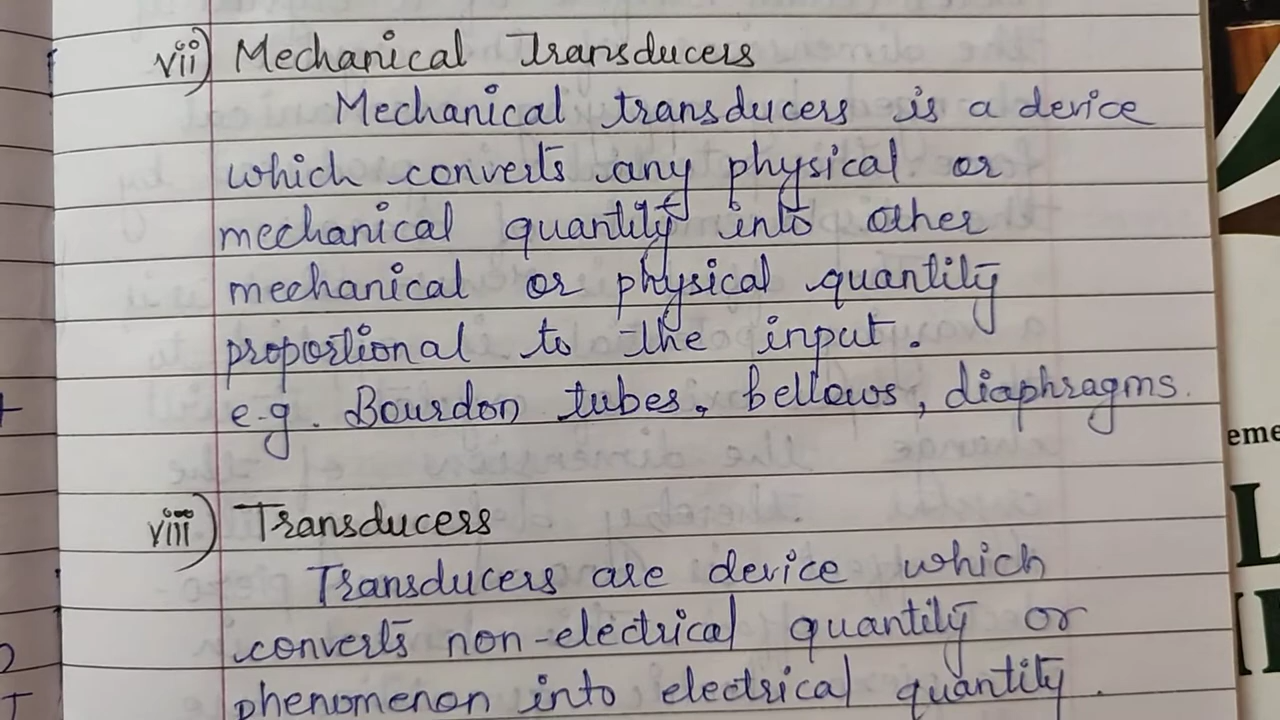 vii) Mechanical Transducers
Mechanical transducers is a device
which converts any physical or
mechanical quantity into other
mechanical or physical quantity
proportional to the input.
e.g. Bourdon tubes, bellows, diaphragms.
viii) Transducers
Transducers are device which
converts non-electrical quantity or
phenomenon into electrical quantity.
eme
L